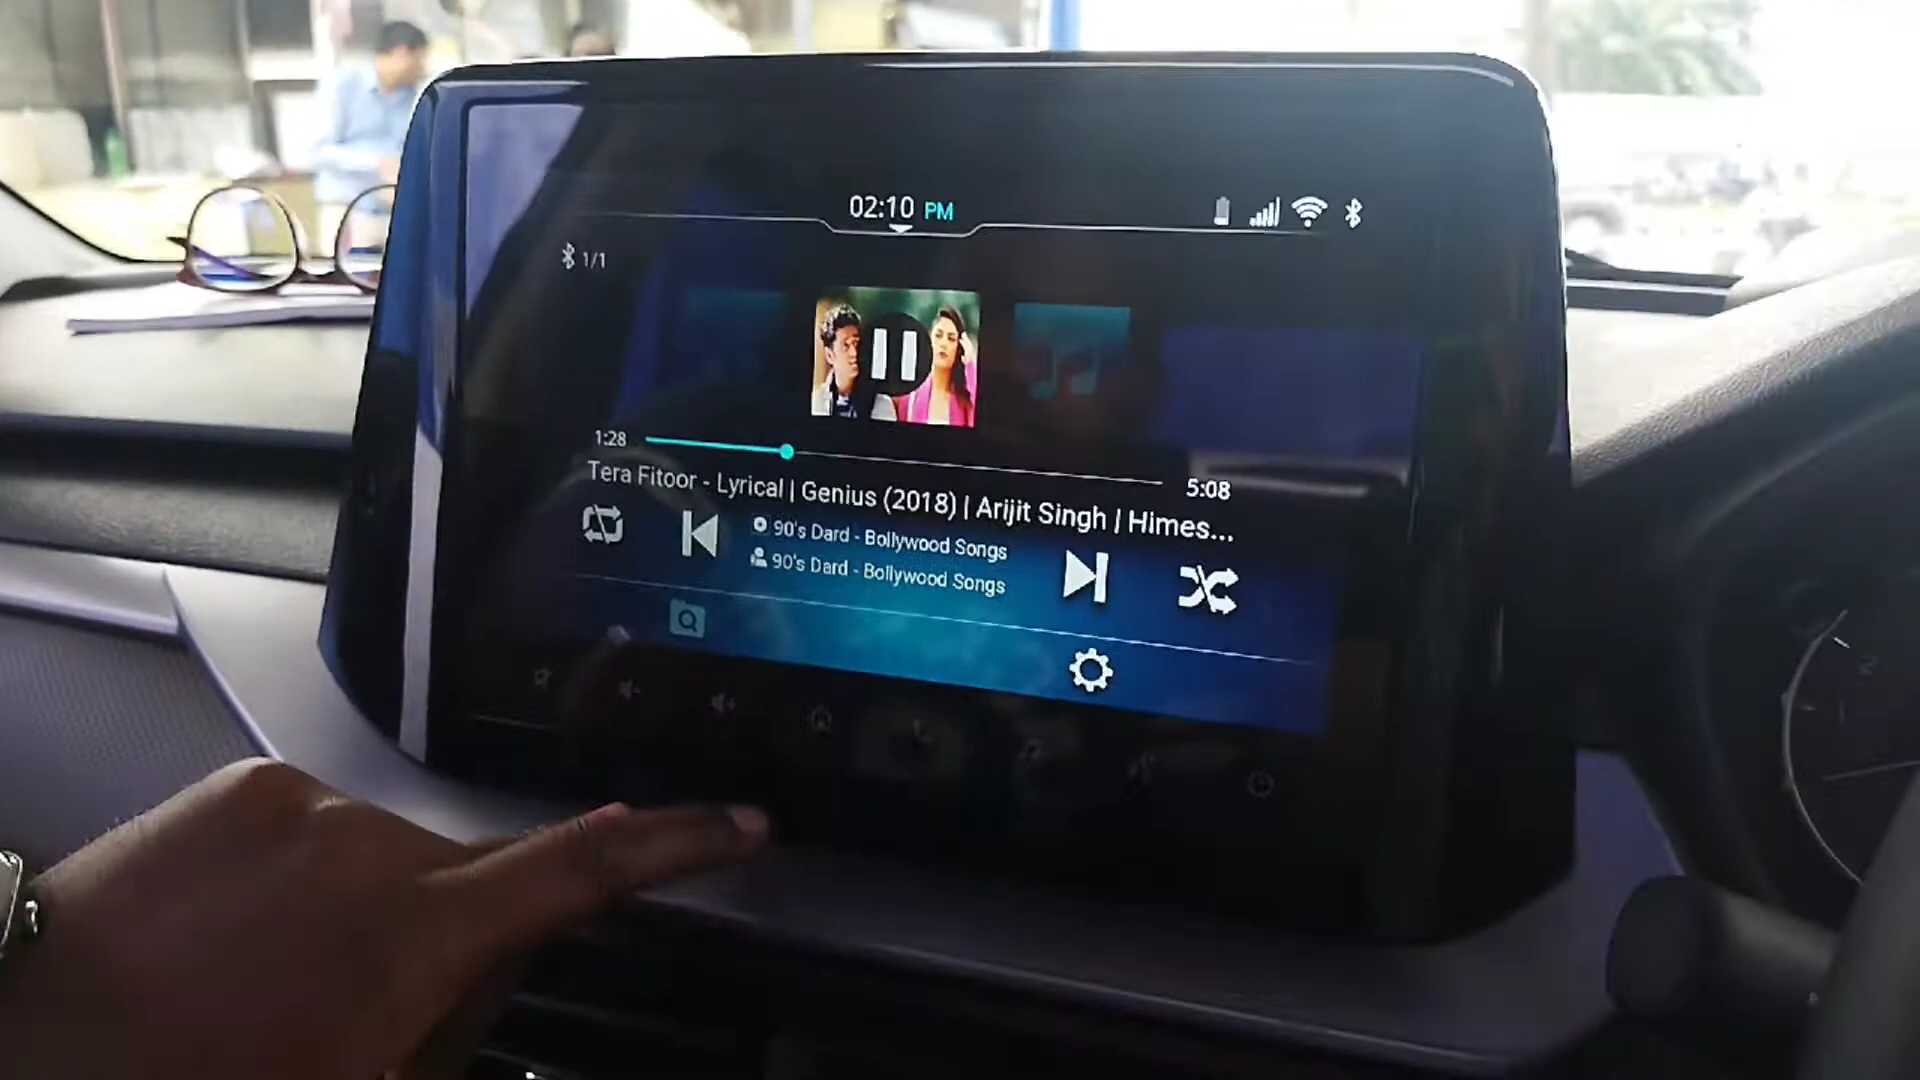 02:10 PM
1/1
1:28
5:08
Tera Fitoor - Lyrical | Genius (2018) | Arijit Singh | Himes...
90's Dard - Bollywood Songs
90's Dard - Bollywood Songs